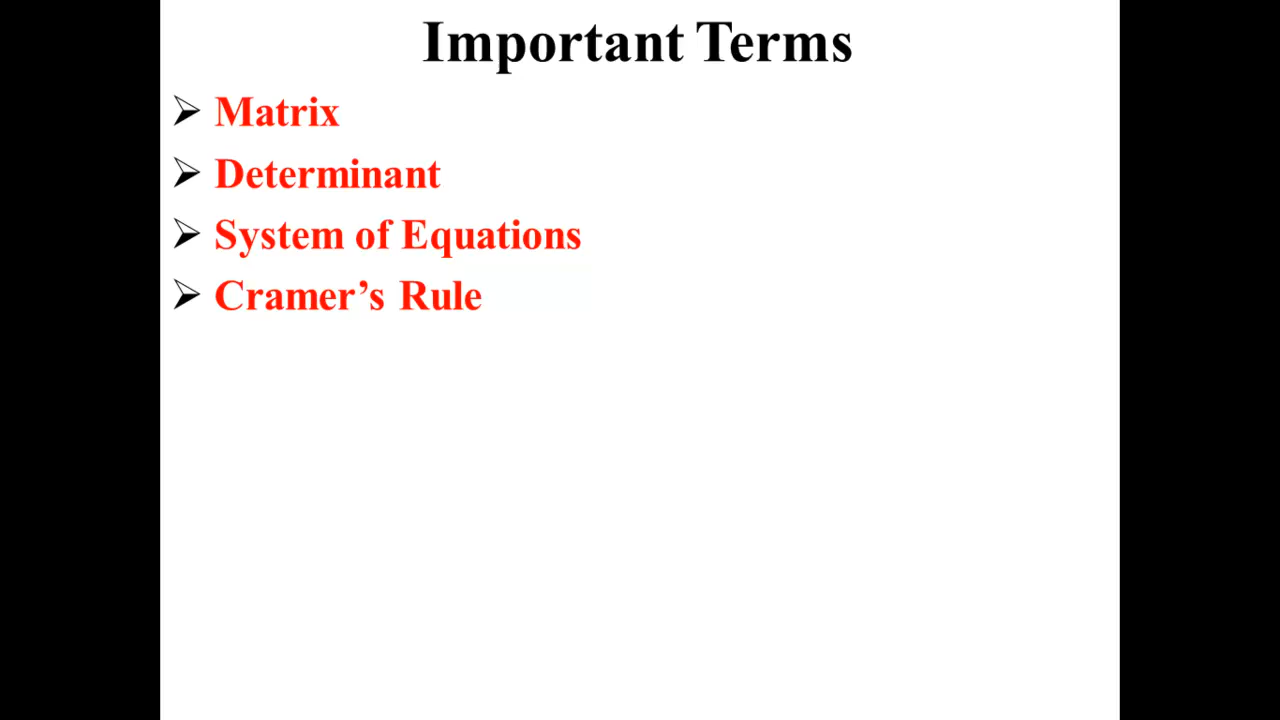 Important Terms
Matrix
Determinant
System of Equations
Cramer’s Rule